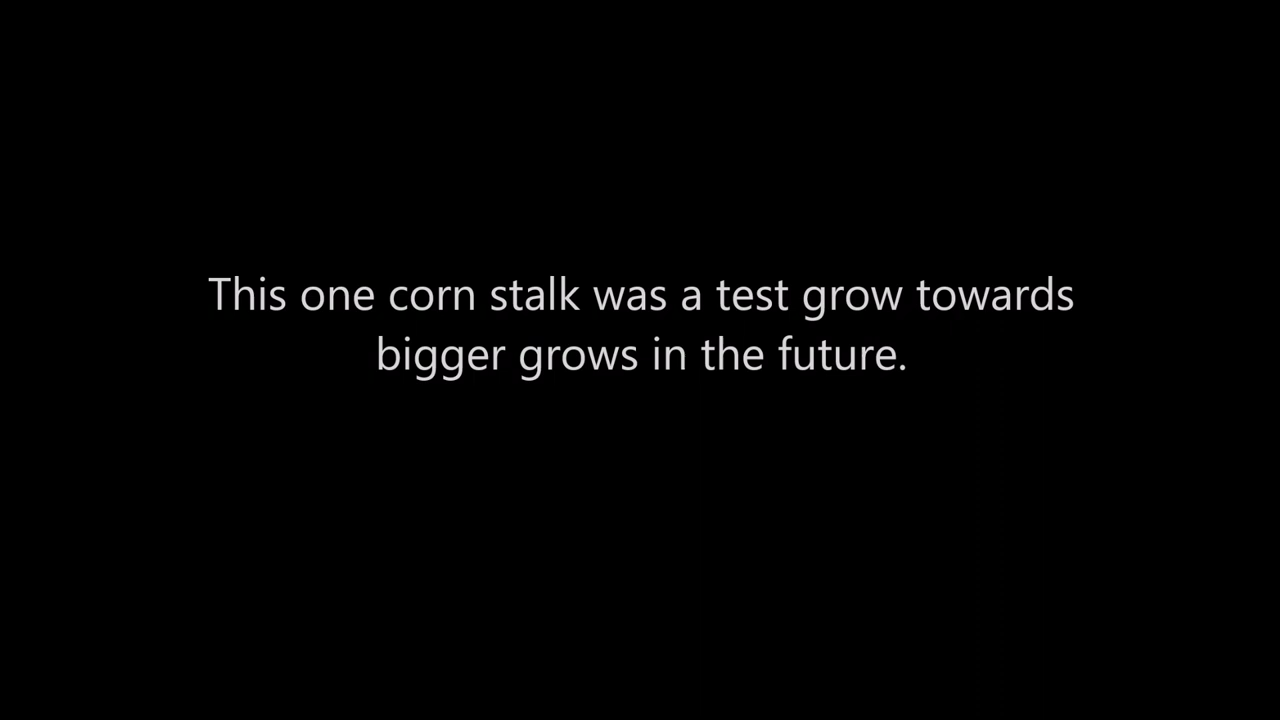 This one corn stalk was a test grow towards
bigger grows in the future.